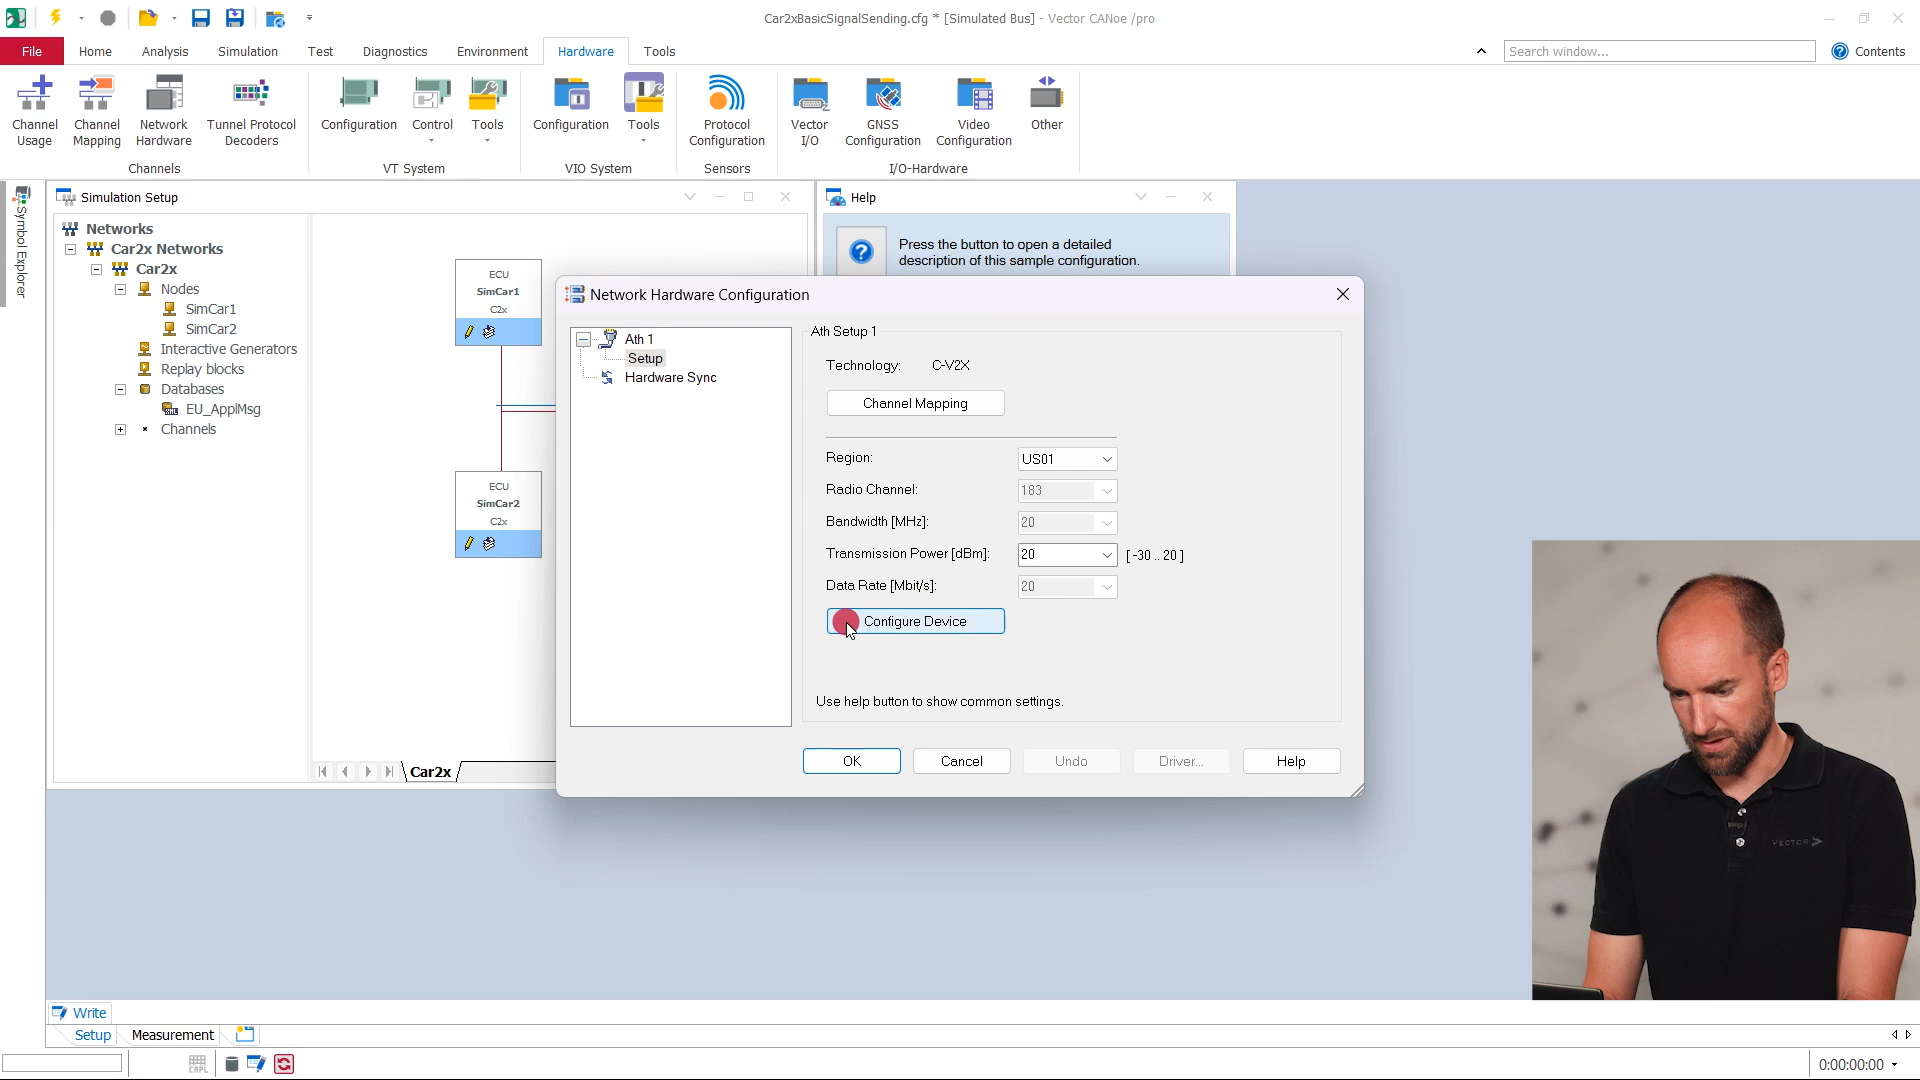 Car2xBasicSignalSending.cfg * [Simulated Bus] - Vector CANoe /pro
File
Home
Analysis
Simulation
Test
Diagnostics
Environment
Hardware
Tools
Search window...
Contents
Channel Usage
Channel Mapping
Network Hardware
Tunnel Protocol Decoders
Configuration
Control
Tools
Configuration
Tools
Protocol Configuration
Vector I/O
GNSS Configuration
Video Configuration
Other
Channels
VT System
VIO System
Sensors
I/O-Hardware
Symbol Explorer
Simulation Setup
Networks
Car2x Networks
Car2x
Nodes
SimCar1
SimCar2
Interactive Generators
Replay blocks
Databases
EU_ApplMsg
Channels
ECU
SimCar1
C2x
ECU
SimCar2
C2x
Car2x
Help
Press the button to open a detailed
description of this sample configuration.
Network Hardware Configuration
Ath 1
Setup
Hardware Sync
Ath Setup 1
Technology: C-V2X
Channel Mapping
Region: US01
Radio Channel: 183
Bandwidth [MHz]: 20
Transmission Power [dBm]: 20 [-30 .. 20]
Data Rate [Mbit/s]: 20
Configure Device
Use help button to show common settings.
OK
Cancel
Undo
Driver...
Help
VECTOR
Write
Setup
Measurement
CAPL
0:00:00:00